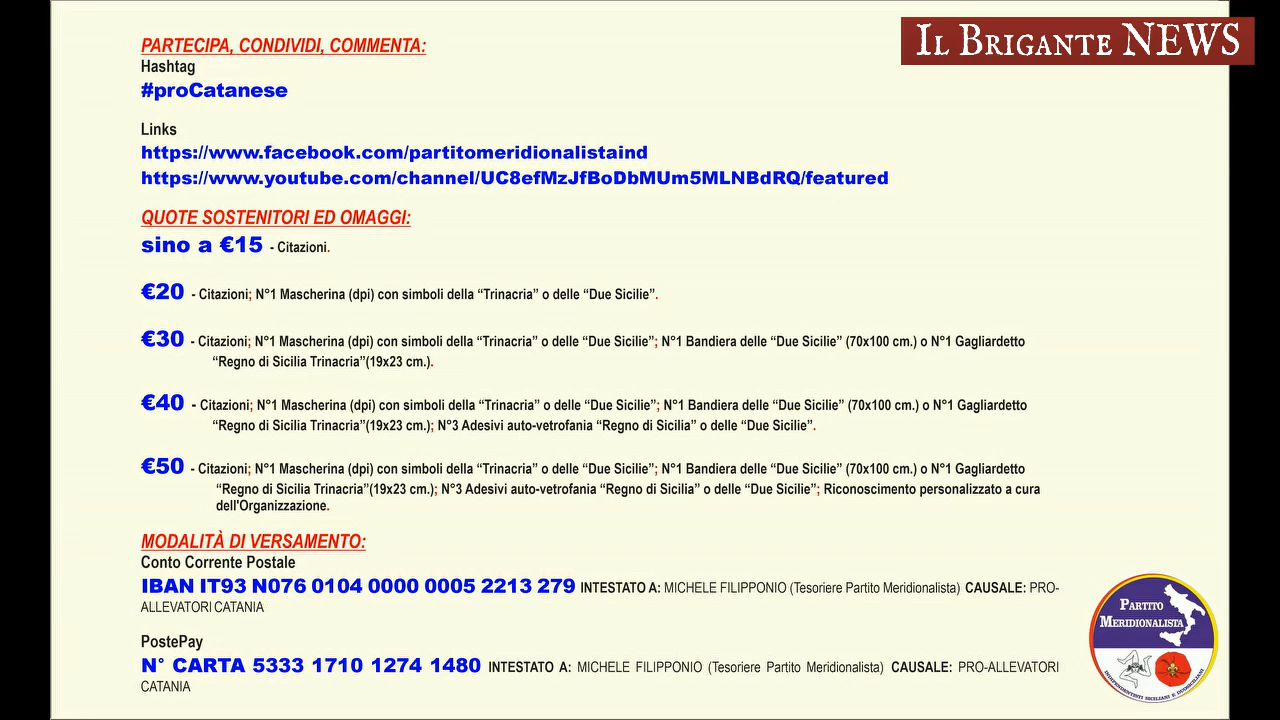 IL BRIGANTE NEWS
PARTECIPA, CONDIVIDI, COMMENTA:
Hashtag
#proCatanese
Links
https://www.facebook.com/partitomeridionalistaind
https://www.youtube.com/channel/UC8efMzJfBoDbMUm5MLNBdRQ/featured
QUOTE SOSTENITORI ED OMAGGI:
sino a €15 - Citazioni.
€20 - Citazioni; N°1 Mascherina (dpi) con simboli della “Trinacria” o delle “Due Sicilie”.
€30 - Citazioni; N°1 Mascherina (dpi) con simboli della “Trinacria” o delle “Due Sicilie”; N°1 Bandiera delle “Due Sicilie” (70x100 cm.) o N°1 Gagliardetto
“Regno di Sicilia Trinacria”(19x23 cm.).
€40 - Citazioni; N°1 Mascherina (dpi) con simboli della “Trinacria” o delle “Due Sicilie”; N°1 Bandiera delle “Due Sicilie” (70x100 cm.) o N°1 Gagliardetto
“Regno di Sicilia Trinacria”(19x23 cm.); N°3 Adesivi auto-vetrofania “Regno di Sicilia” o delle “Due Sicilie”.
€50 - Citazioni; N°1 Mascherina (dpi) con simboli della “Trinacria” o delle “Due Sicilie”; N°1 Bandiera delle “Due Sicilie” (70x100 cm.) o N°1 Gagliardetto
“Regno di Sicilia Trinacria”(19x23 cm.); N°3 Adesivi auto-vetrofania “Regno di Sicilia” o delle “Due Sicilie”; Riconoscimento personalizzato a cura
dell'Organizzazione.
MODALITÀ DI VERSAMENTO:
Conto Corrente Postale
IBAN IT93 N076 0104 0000 0005 2213 279 INTESTATO A: MICHELE FILIPPONIO (Tesoriere Partito Meridionalista) CAUSALE: PRO-
ALLEVATORI CATANIA
PostePay
N° CARTA 5333 1710 1274 1480 INTESTATO A: MICHELE FILIPPONIO (Tesoriere Partito Meridionalista) CAUSALE: PRO-ALLEVATORI
CATANIA
PARTITO
MERIDIONALISTA
INDIPENDENTISTI SICILIANI E DUOSICILIANI